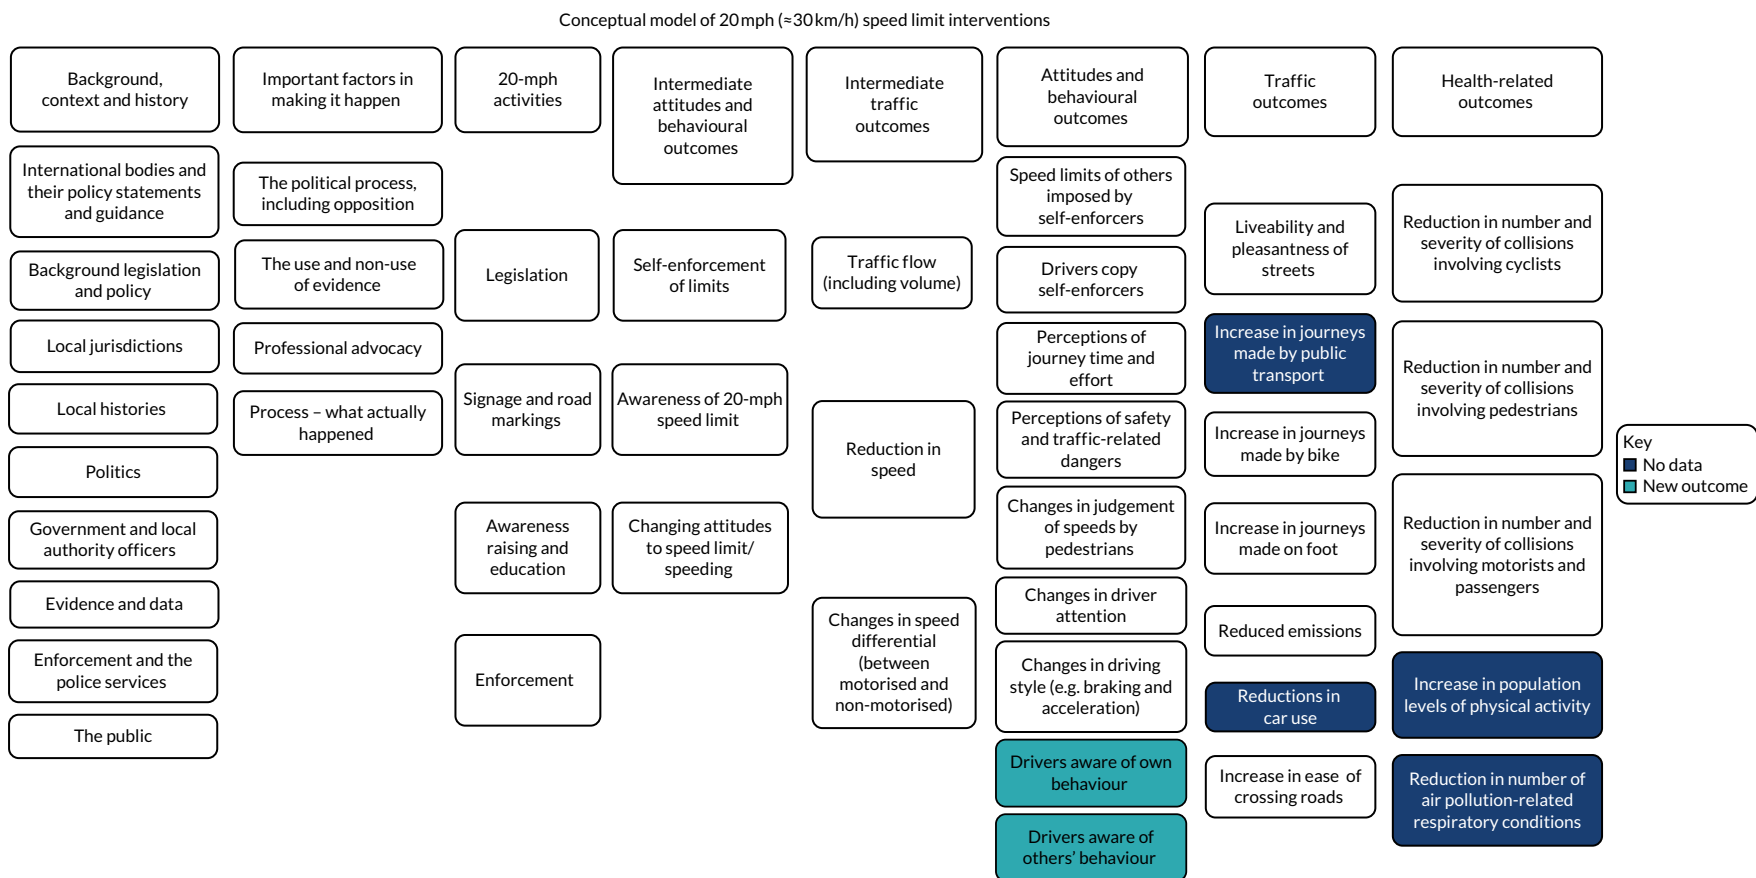 Conceptual model of 20 mph (≈30 km/h) speed limit interventions
Background,
context and history
International bodies and
their policy statements
and guidance
Background legislation
and policy
Local jurisdictions
Local histories
Politics
Government and local
authority officers
Evidence and data
Enforcement and the
police services
The public
Important factors in
making it happen
The political process,
including opposition
The use and non-use
of evidence
Professional advocacy
Process – what actually
happened
20-mph
activities
Legislation
Signage and road
markings
Awareness
raising and
education
Enforcement
Intermediate
attitudes and
behavioural
outcomes
Self-enforcement
of limits
Awareness of 20-mph
speed limit
Changing attitudes
to speed limit/
speeding
Intermediate
traffic
outcomes
Traffic flow
(including volume)
Reduction in
speed
Changes in speed
differential
(between
motorised and
non-motorised)
Attitudes and
behavioural
outcomes
Speed limits of others
imposed by
self-enforcers
Drivers copy
self-enforcers
Perceptions of
journey time and
effort
Perceptions of safety
and traffic-related
dangers
Changes in judgement
of speeds by
pedestrians
Changes in driver
attention
Changes in driving
style (e.g. braking and
acceleration)
Drivers aware of own
behaviour
Drivers aware of
others’ behaviour
Traffic
outcomes
Liveability and
pleasantness of
streets
Increase in journeys
made by public
transport
Increase in journeys
made by bike
Increase in journeys
made on foot
Reduced emissions
Reductions in
car use
Increase in ease of
crossing roads
Health-related
outcomes
Reduction in number and
severity of collisions
involving cyclists
Reduction in number and
severity of collisions
involving pedestrians
Reduction in number and
severity of collisions
involving motorists and
passengers
Increase in population
levels of physical activity
Reduction in number of
air pollution-related
respiratory conditions
Key
No data
New outcome